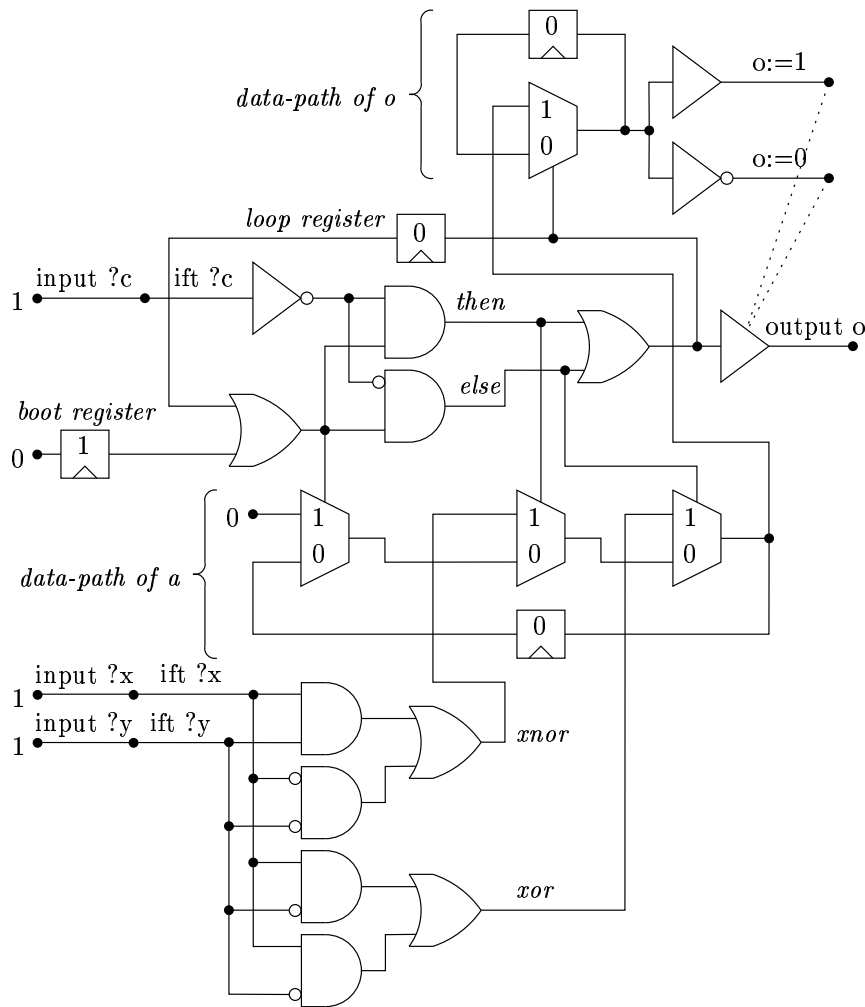 0
o:=1
data-path of o
1
0
o:=0
loop register
0
input ?c
ift ?c
1
then
output o
else
boot register
1
0
0
1
0
1
0
1
0
data-path of a
0
input ?x
ift ?x
1
input ?y
ift ?y
1
xnor
xor